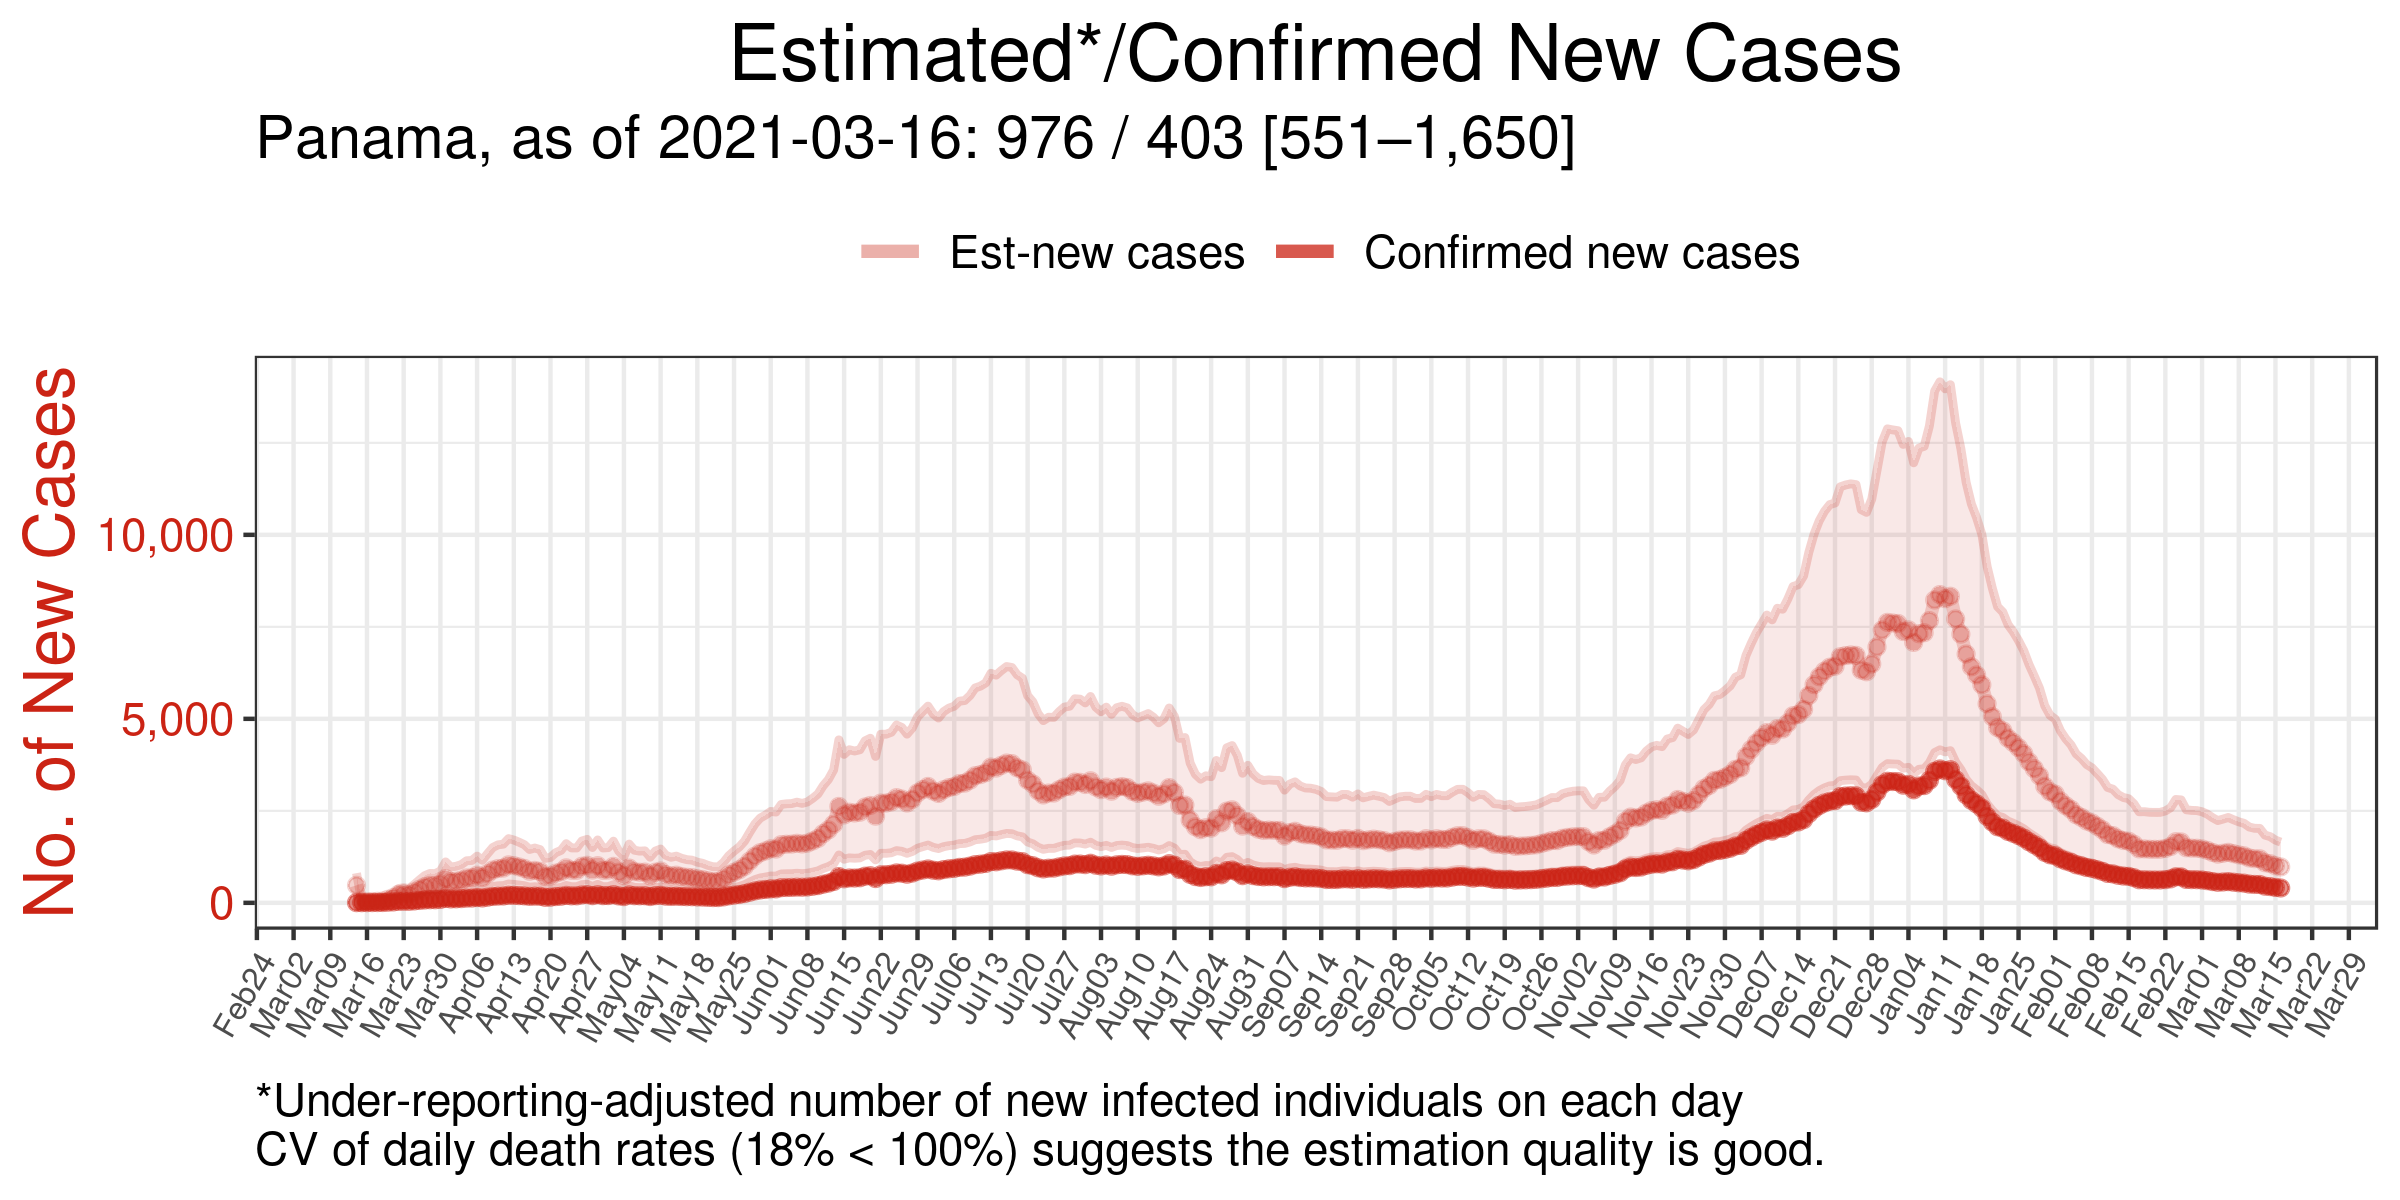 Estimated*/Confirmed New Cases
Panama, as of 2021-03-16: 976 / 403 [551–1,650]
Est-new cases
Confirmed new cases
No. of New Cases
10,000
5,000
0
Feb24
Mar02
Mar09
Mar16
Mar23
Mar30
Apr06
Apr13
Apr20
Apr27
May04
May11
May18
May25
Jun01
Jun08
Jun15
Jun22
Jun29
Jul06
Jul13
Jul20
Jul27
Aug03
Aug10
Aug17
Aug24
Aug31
Sep07
Sep14
Sep21
Sep28
Oct05
Oct12
Oct19
Oct26
Nov02
Nov09
Nov16
Nov23
Nov30
Dec07
Dec14
Dec21
Dec28
Jan04
Jan11
Jan18
Jan25
Feb01
Feb08
Feb15
Feb22
Mar01
Mar08
Mar15
Mar22
Mar29
*Under-reporting-adjusted number of new infected individuals on each day
CV of daily death rates (18% < 100%) suggests the estimation quality is good.